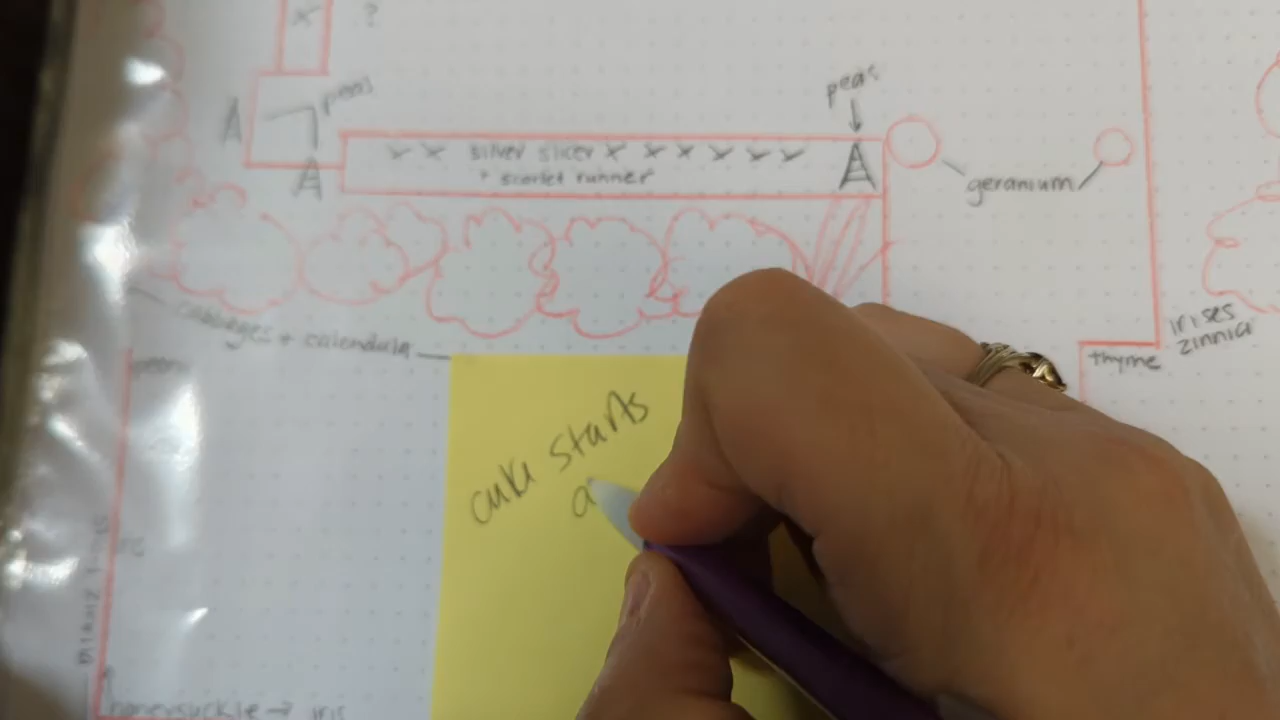 ?
peas
peas
silver slicer
+ scarlet runner
geranium
cabbages + calendula
irises
zinnia
thyme
cuke starts
a
honeysuckle → iris